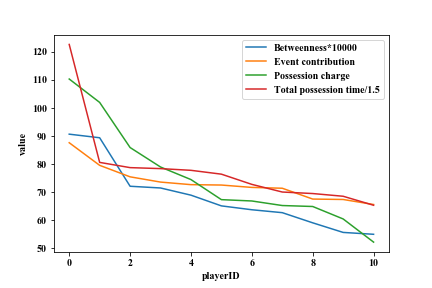 Betweenness*10000
Event contribution
Possession charge
Total possession time/1.5
value
120
110
100
90
80
70
60
50
0 2 4 6 8 10
playerID